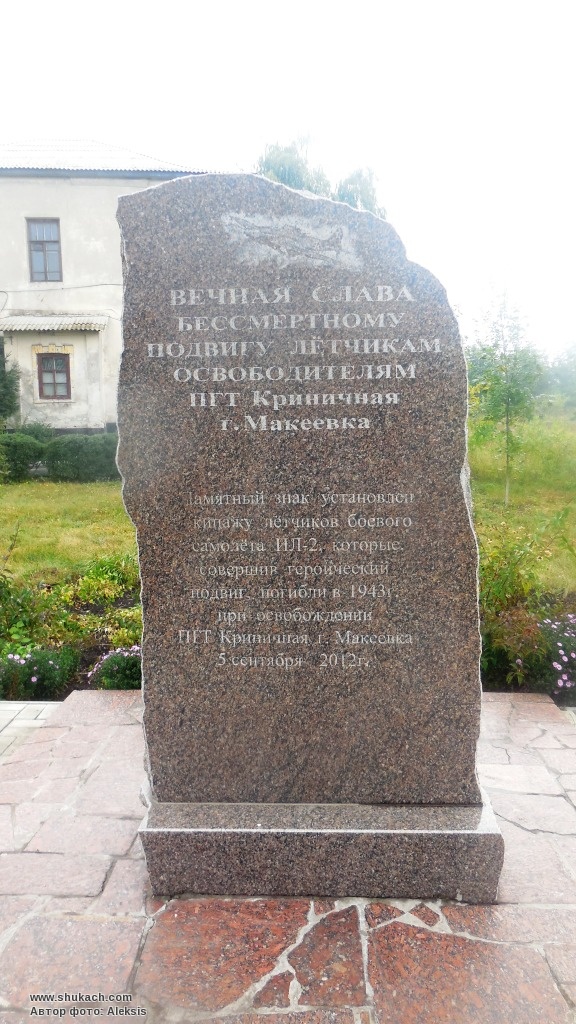 ВЕЧНАЯ СЛАВА
БЕССМЕРТНОМУ
ПОДВИГУ ЛЁТЧИКАМ
ОСВОБОДИТЕЛЯМ
ПГТ Криничная
г. Макеевка
Памятный знак установлен
экипажу лётчиков боевого
самолёта ИЛ-2, которые,
совершив героический
подвиг, погибли в 1943г.
при освобождении
ПГТ Криничная г. Макеевка
5 сентября 2012г.
www.shukach.com
Автор фото: Aleksis